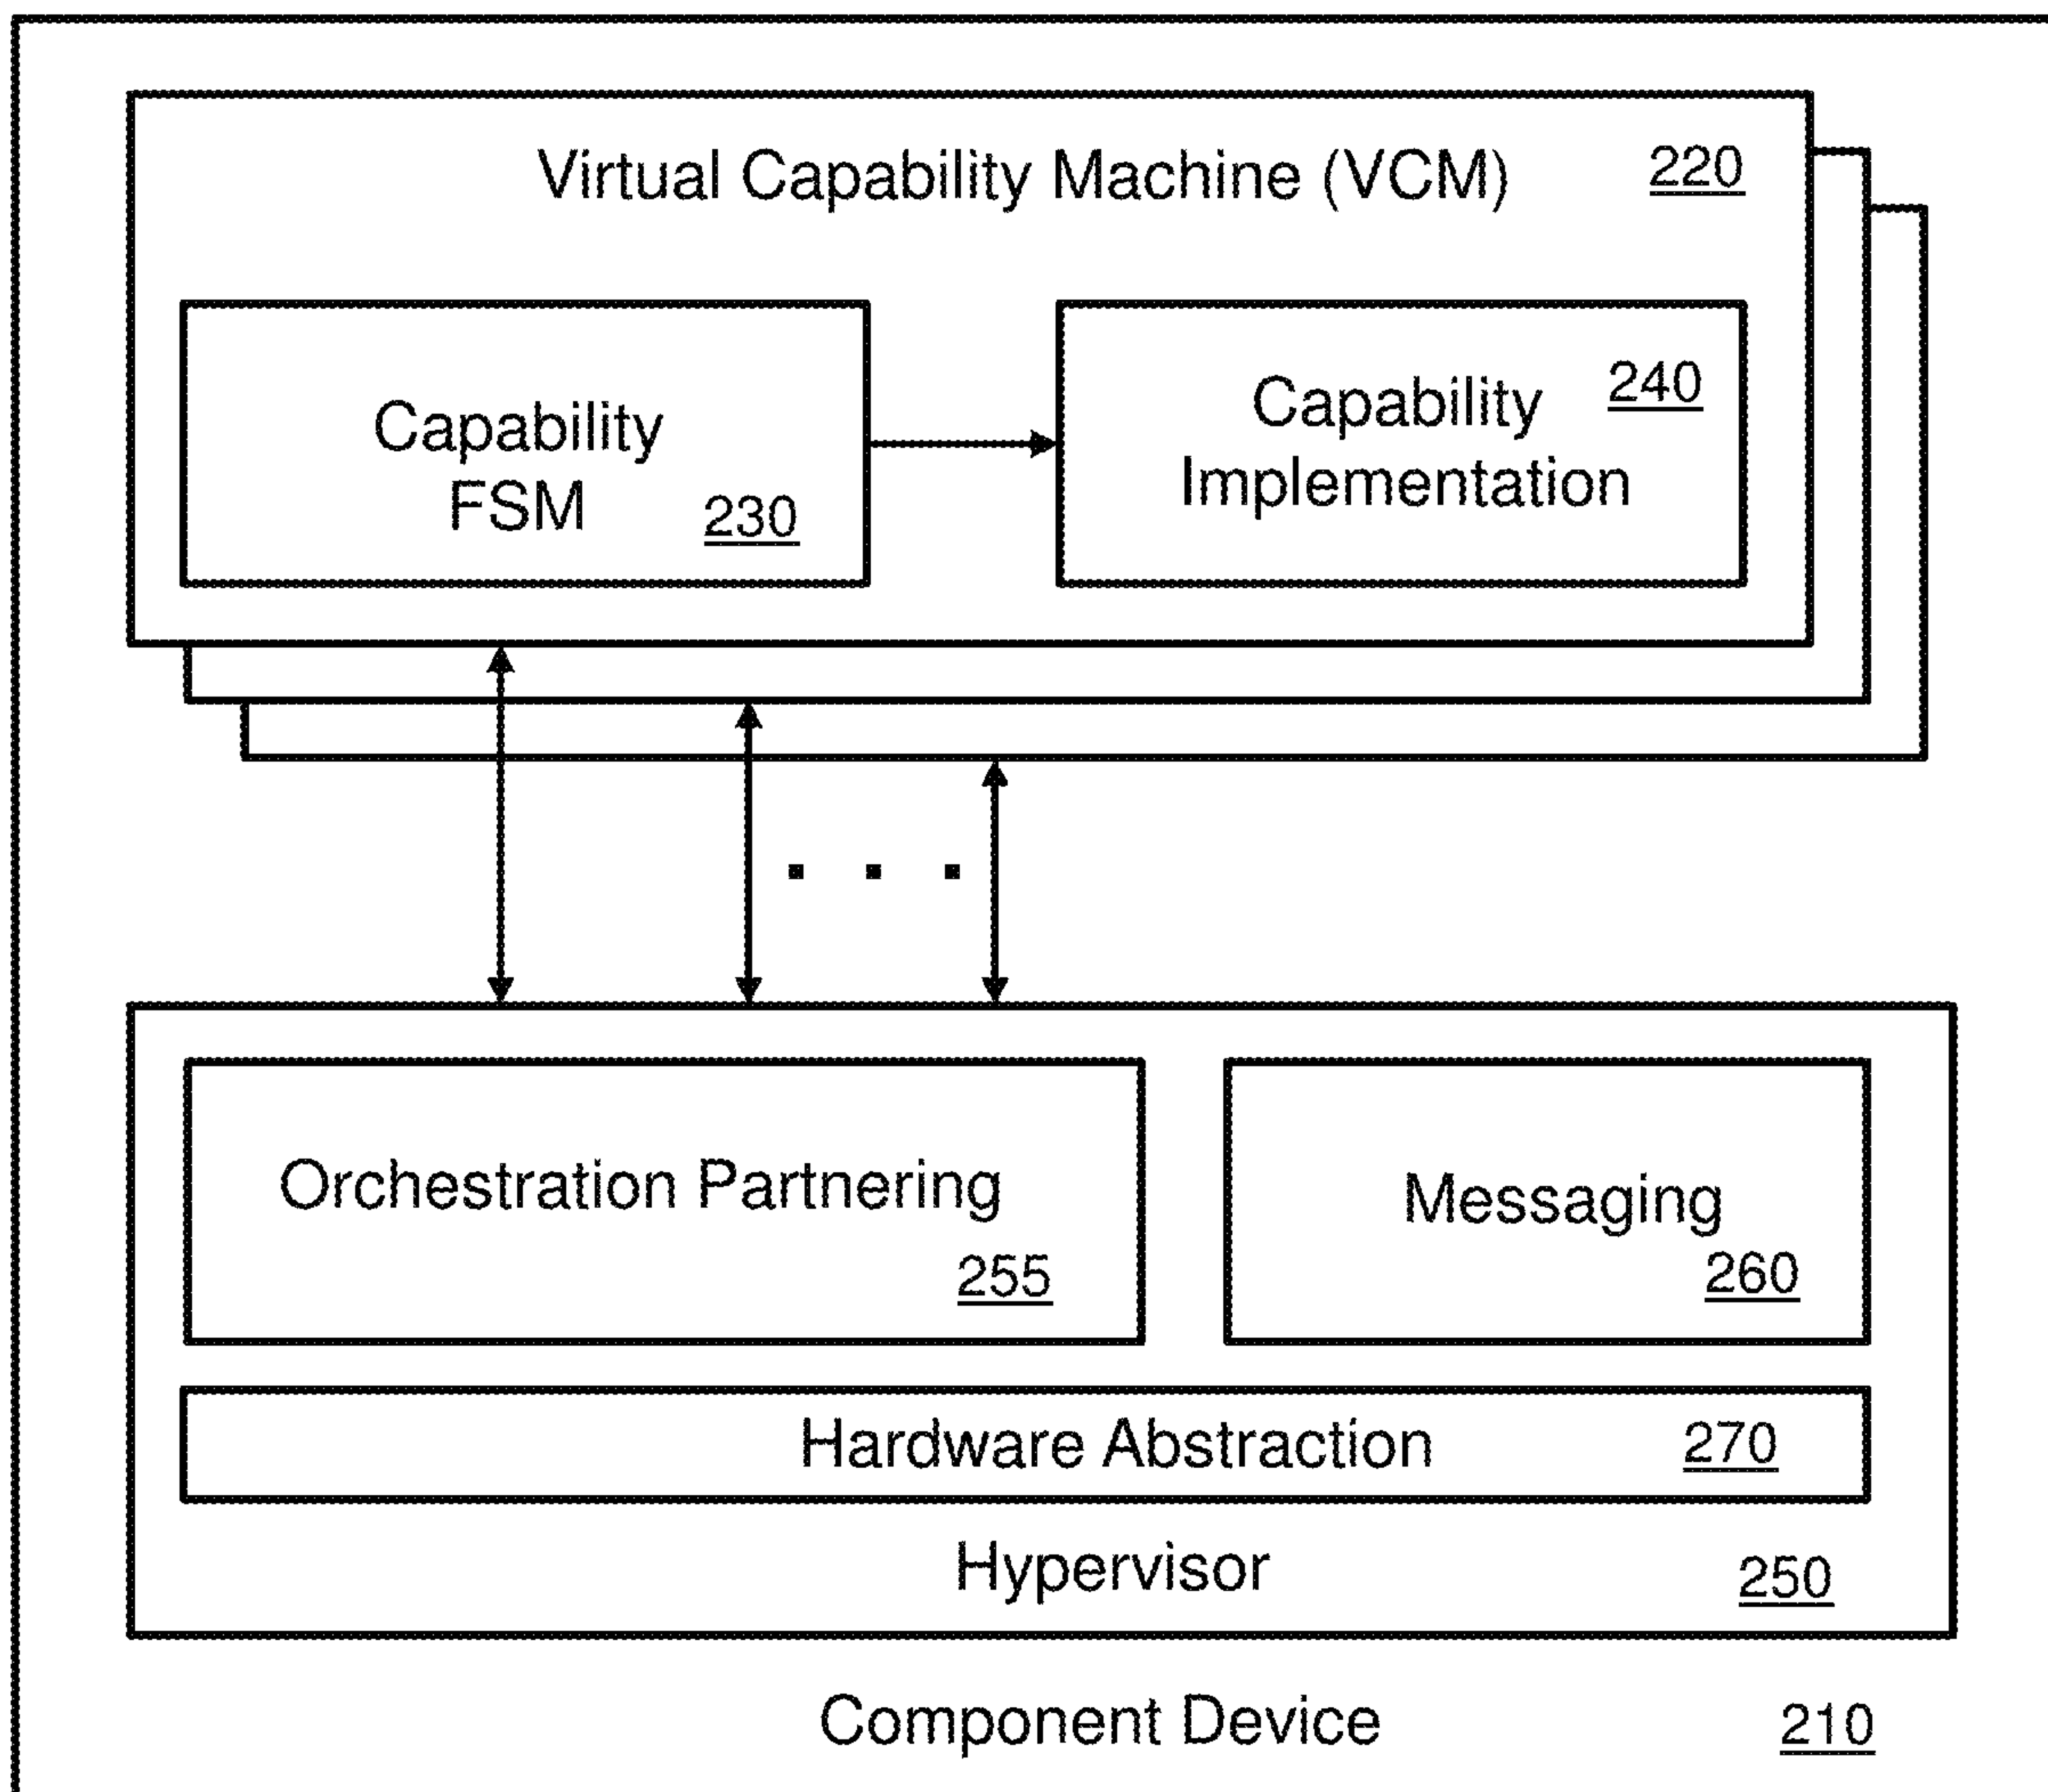 Virtual Capability Machine (VCM) 220
Capability
FSM 230
Capability 240
Implementation
Orchestration Partnering
255
Messaging
260
Hardware Abstraction 270
Hypervisor 250
Component Device 210